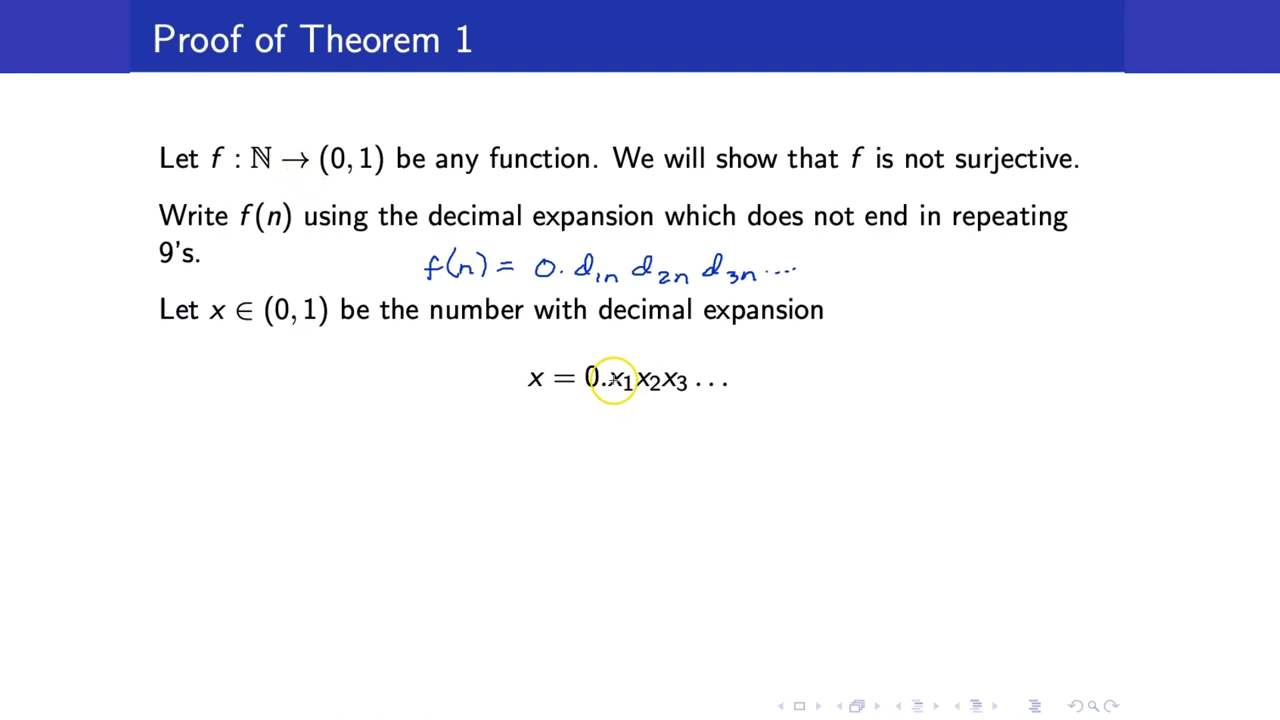 Proof of Theorem 1
Let f : ℕ → (0, 1) be any function. We will show that f is not surjective.
Write f(n) using the decimal expansion which does not end in repeating
9's.
f(n) = 0. d₁ₙ d₂ₙ d₃ₙ ...
Let x ∈ (0, 1) be the number with decimal expansion
x = 0.x₁x₂x₃ ...